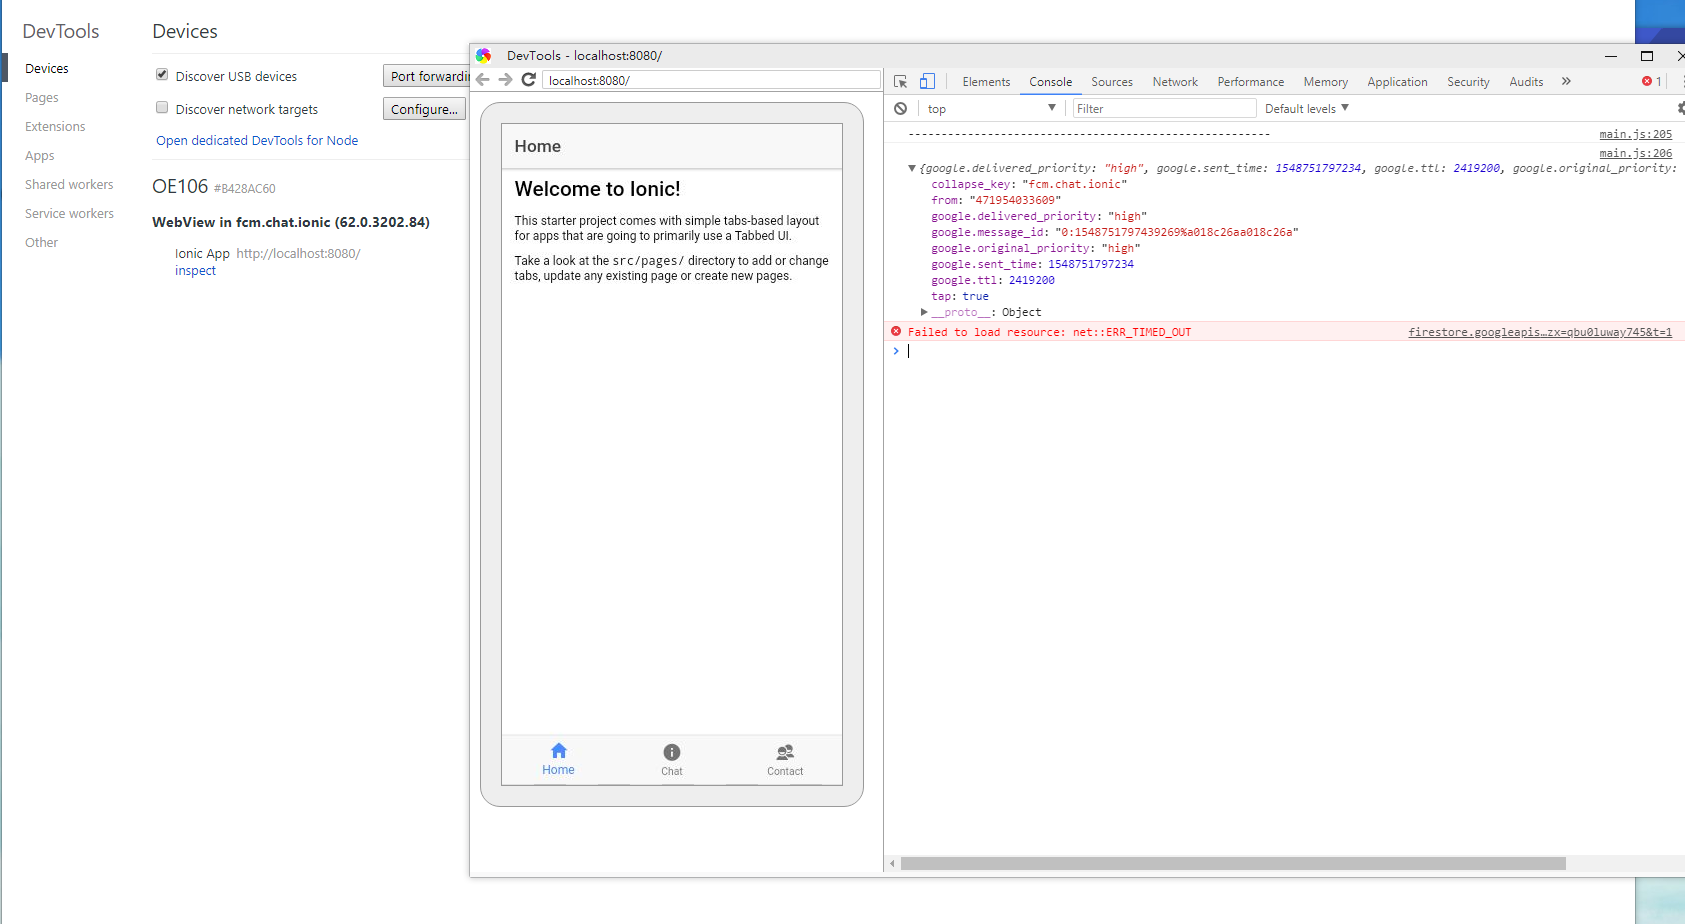 DevTools
Devices
Pages
Extensions
Apps
Shared workers
Service workers
Other
Devices
Discover USB devices
Port forwardin
Discover network targets
Configure...
Open dedicated DevTools for Node
OE106 #B428AC60
WebView in fcm.chat.ionic (62.0.3202.84)
Ionic App http://localhost:8080/
inspect
DevTools - localhost:8080/
localhost:8080/
Home
Welcome to Ionic!
This starter project comes with simple tabs-based layout
for apps that are going to primarily use a Tabbed UI.
Take a look at the src/pages/ directory to add or change
tabs, update any existing page or create new pages.
Home
Chat
Contact
Elements Console Sources Network Performance Memory Application Security Audits » 1
top Filter Default levels
------------------------------------------------------- main.js:205
main.js:206
{google.delivered_priority: "high", google.sent_time: 1548751797234, google.ttl: 2419200, google.original_priority:
collapse_key: "fcm.chat.ionic"
from: "471954033609"
google.delivered_priority: "high"
google.message_id: "0:1548751797439269%a018c26aa018c26a"
google.original_priority: "high"
google.sent_time: 1548751797234
google.ttl: 2419200
tap: true
__proto__: Object
Failed to load resource: net::ERR_TIMED_OUT firestore.googleapis…zx=qbu0luway745&t=1
>